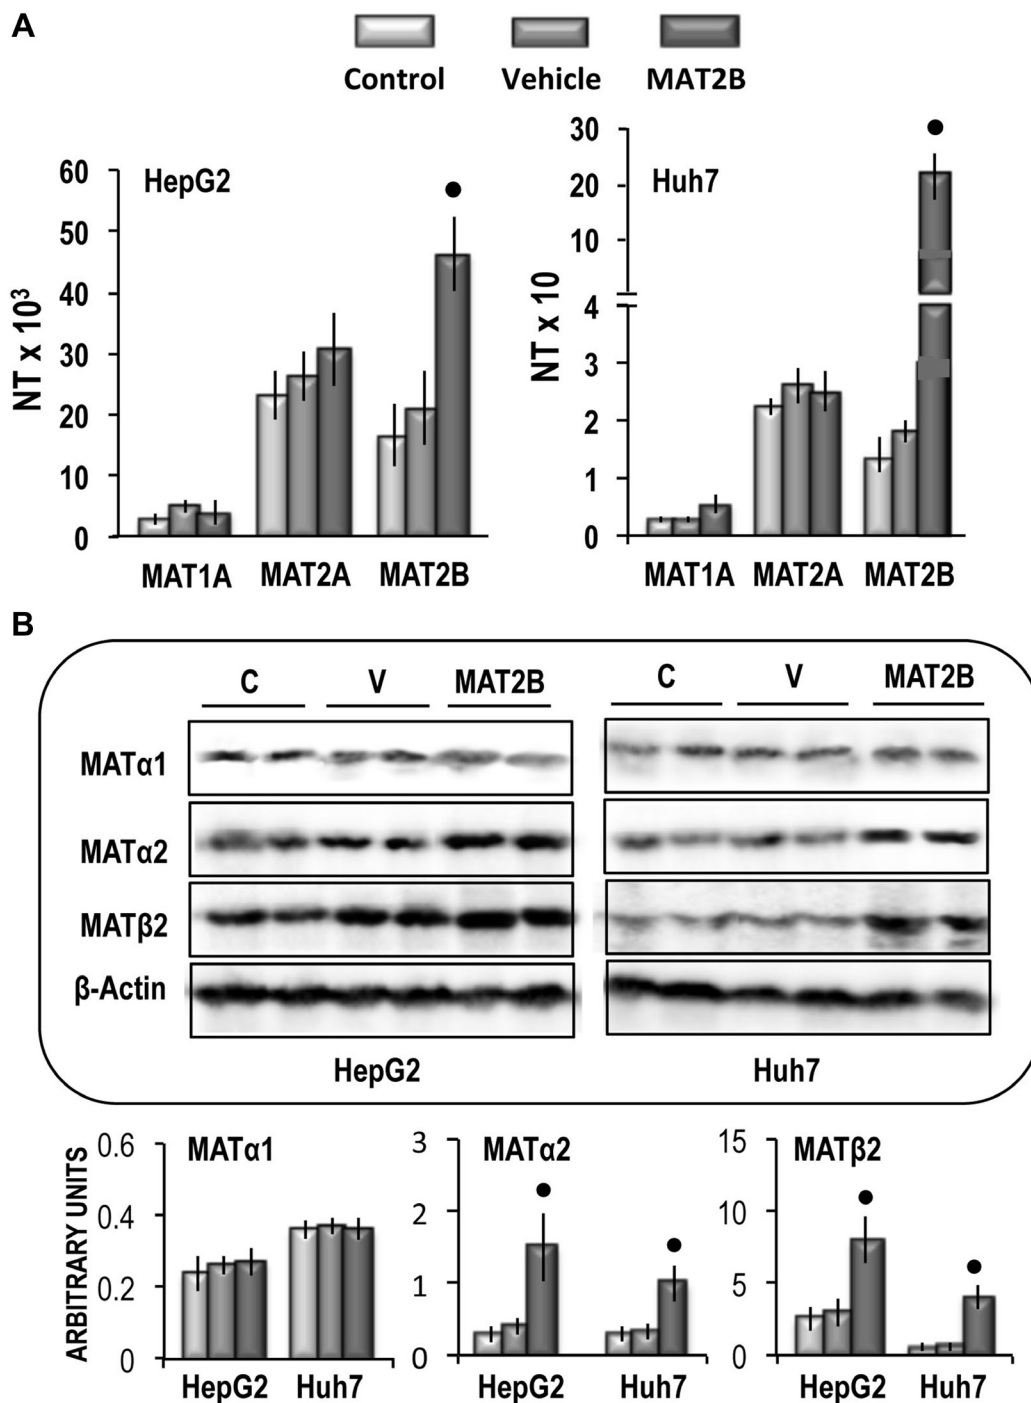 A
Control Vehicle MAT2B
HepG2
NT x 10³
60
50
40
30
20
10
0
MAT1A MAT2A MAT2B
Huh7
NT x 10
30
20
10
4
3
2
1
0
MAT1A MAT2A MAT2B
B
C V MAT2B C V MAT2B
MATα1
MATα2
MATβ2
β-Actin
HepG2 Huh7
ARBITRARY UNITS
MATα1
0.6
0.4
0.2
0
HepG2 Huh7
MATα2
3
2
1
0
HepG2 Huh7
MATβ2
15
10
5
0
HepG2 Huh7